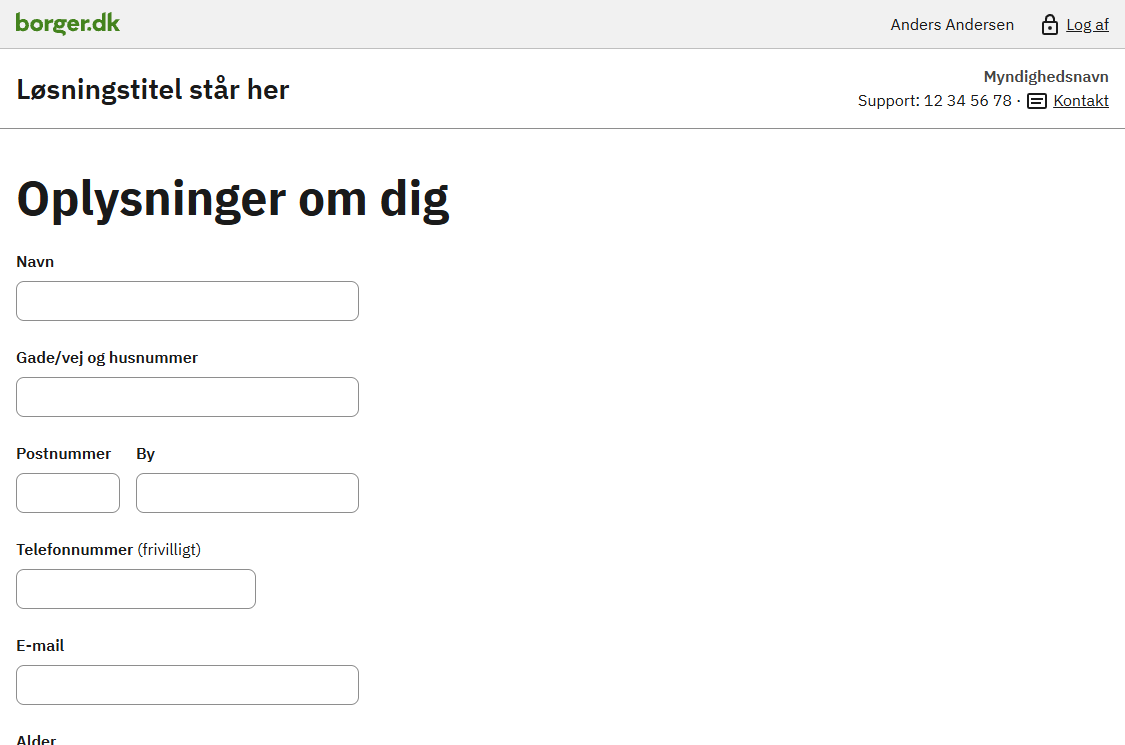 borger.dk
Anders Andersen
Log af
Løsningstitel står her
Myndighedsnavn
Support: 12 34 56 78 · Kontakt
Oplysninger om dig
Navn
Gade/vej og husnummer
Postnummer By
Telefonnummer (frivilligt)
E-mail
Alder